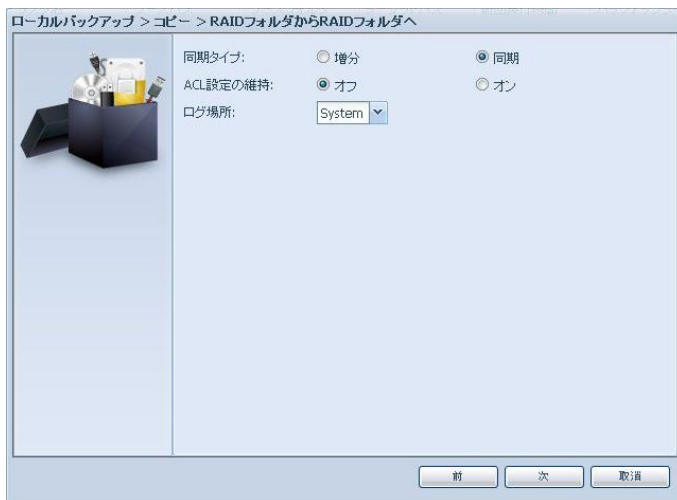 ローカルバックアップ > コピー > RAIDフォルダからRAIDフォルダへ
同期タイプ: 増分 同期
ACL設定の維持: オフ オン
ログ場所: System
前 次 取消